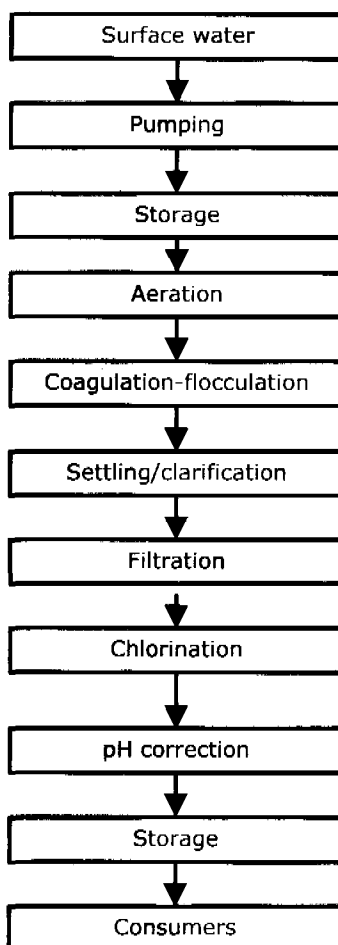 Surface water
Pumping
Storage
Aeration
Coagulation-flocculation
Settling/clarification
Filtration
Chlorination
pH correction
Storage
Consumers